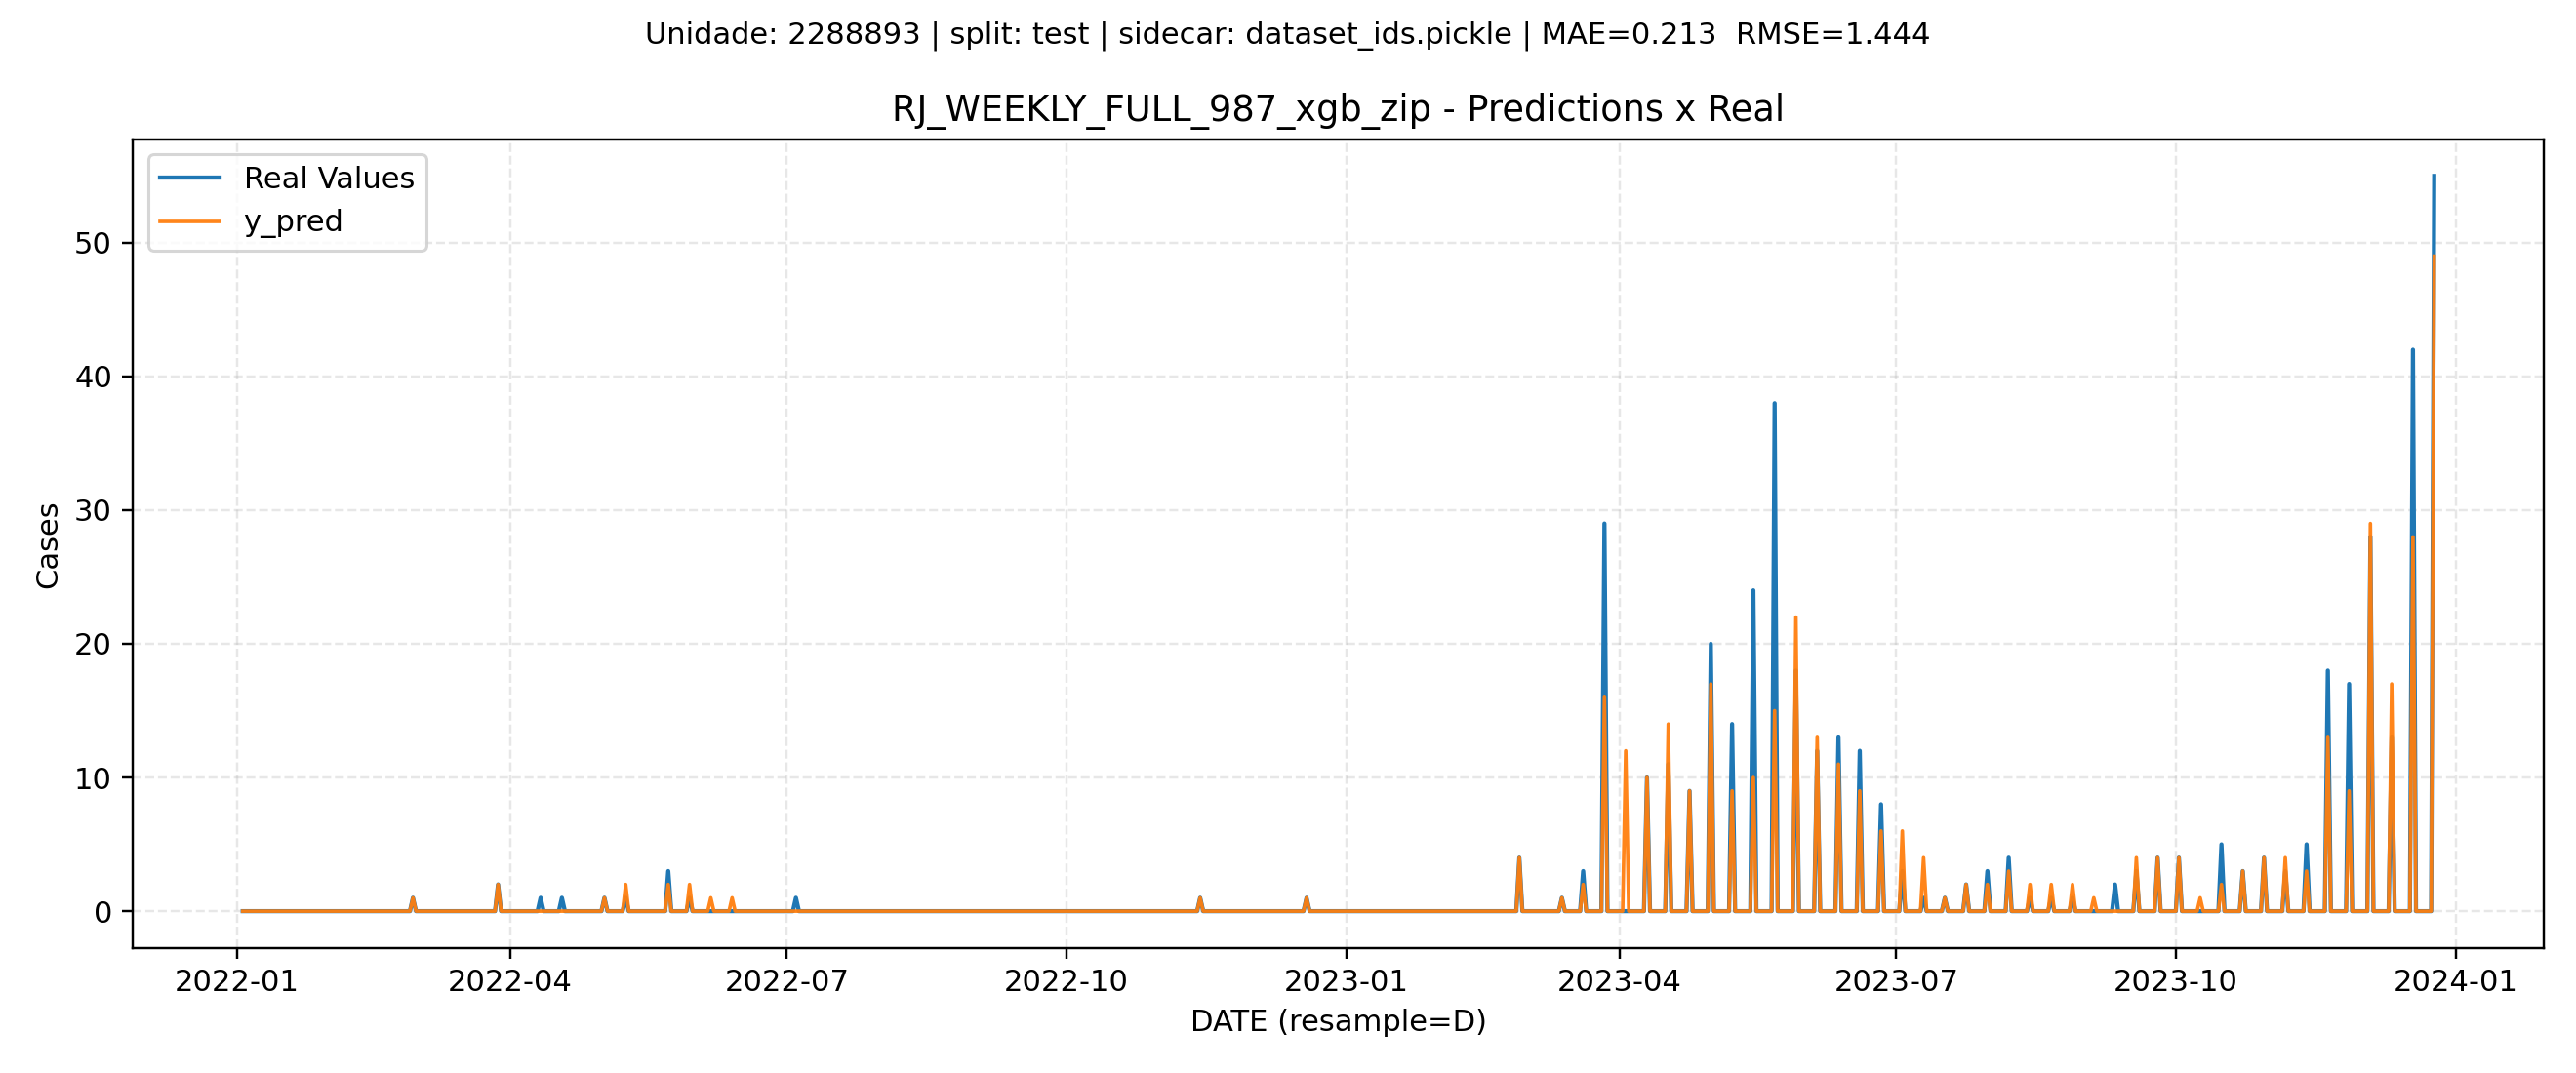 Unidade: 2288893 | split: test | sidecar: dataset_ids.pickle | MAE=0.213  RMSE=1.444
RJ_WEEKLY_FULL_987_xgb_zip - Predictions x Real
Real Values
y_pred
50
40
30
20
10
0
Cases
2022-01
2022-04
2022-07
2022-10
2023-01
2023-04
2023-07
2023-10
2024-01
DATE (resample=D)